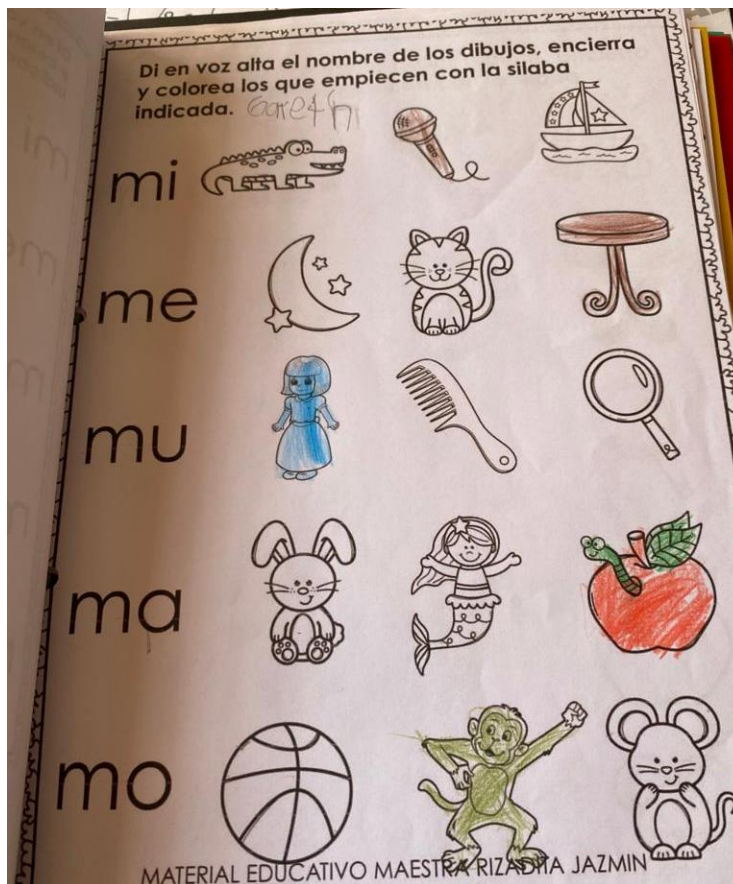 Di en voz alta el nombre de los dibujos, encierra
y colorea los que empiecen con la silaba
indicada.
mi
me
mu
ma
mo
MATERIAL EDUCATIVO MAESTRA RIZADITA JAZMIN